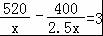 520/x - 400/2.5x =3